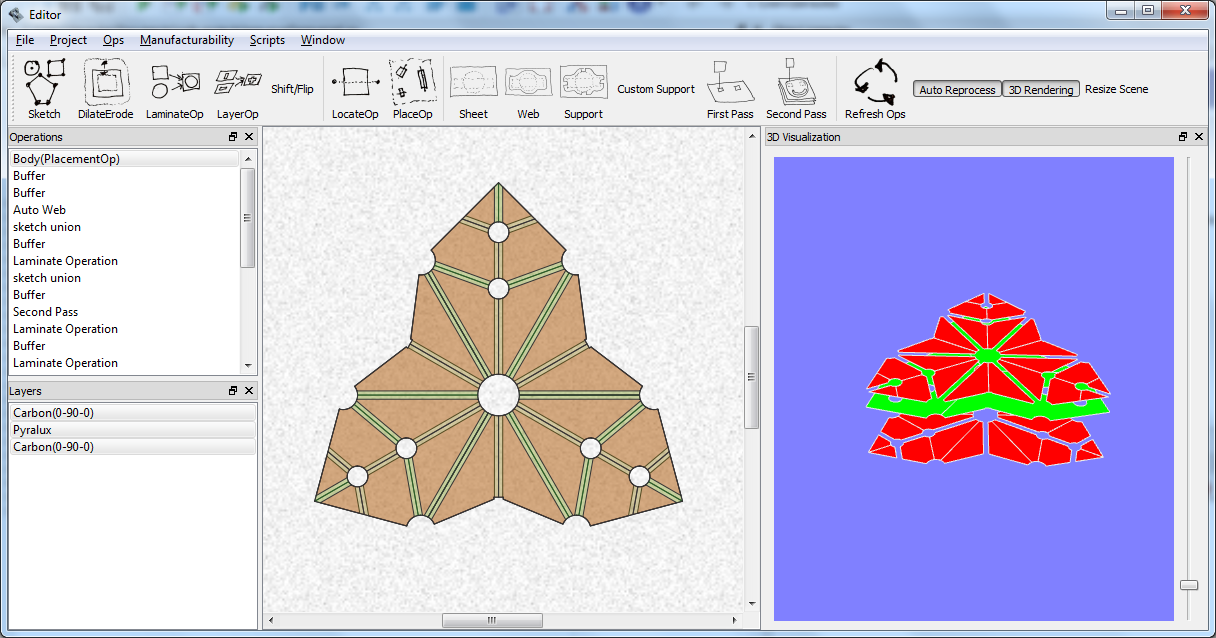 Editor
File Project Ops Manufacturability Scripts Window
Sketch DilateErode LaminateOp LayerOp Shift/Flip LocateOp PlaceOp Sheet Web Support Custom Support First Pass Second Pass Refresh Ops Auto Reprocess 3D Rendering Resize Scene
Operations
Body(PlacementOp)
Buffer
Buffer
Auto Web
sketch union
Buffer
Laminate Operation
sketch union
Buffer
Second Pass
Laminate Operation
Buffer
Laminate Operation
Layers
Carbon(0-90-0)
Pyralux
Carbon(0-90-0)
3D Visualization